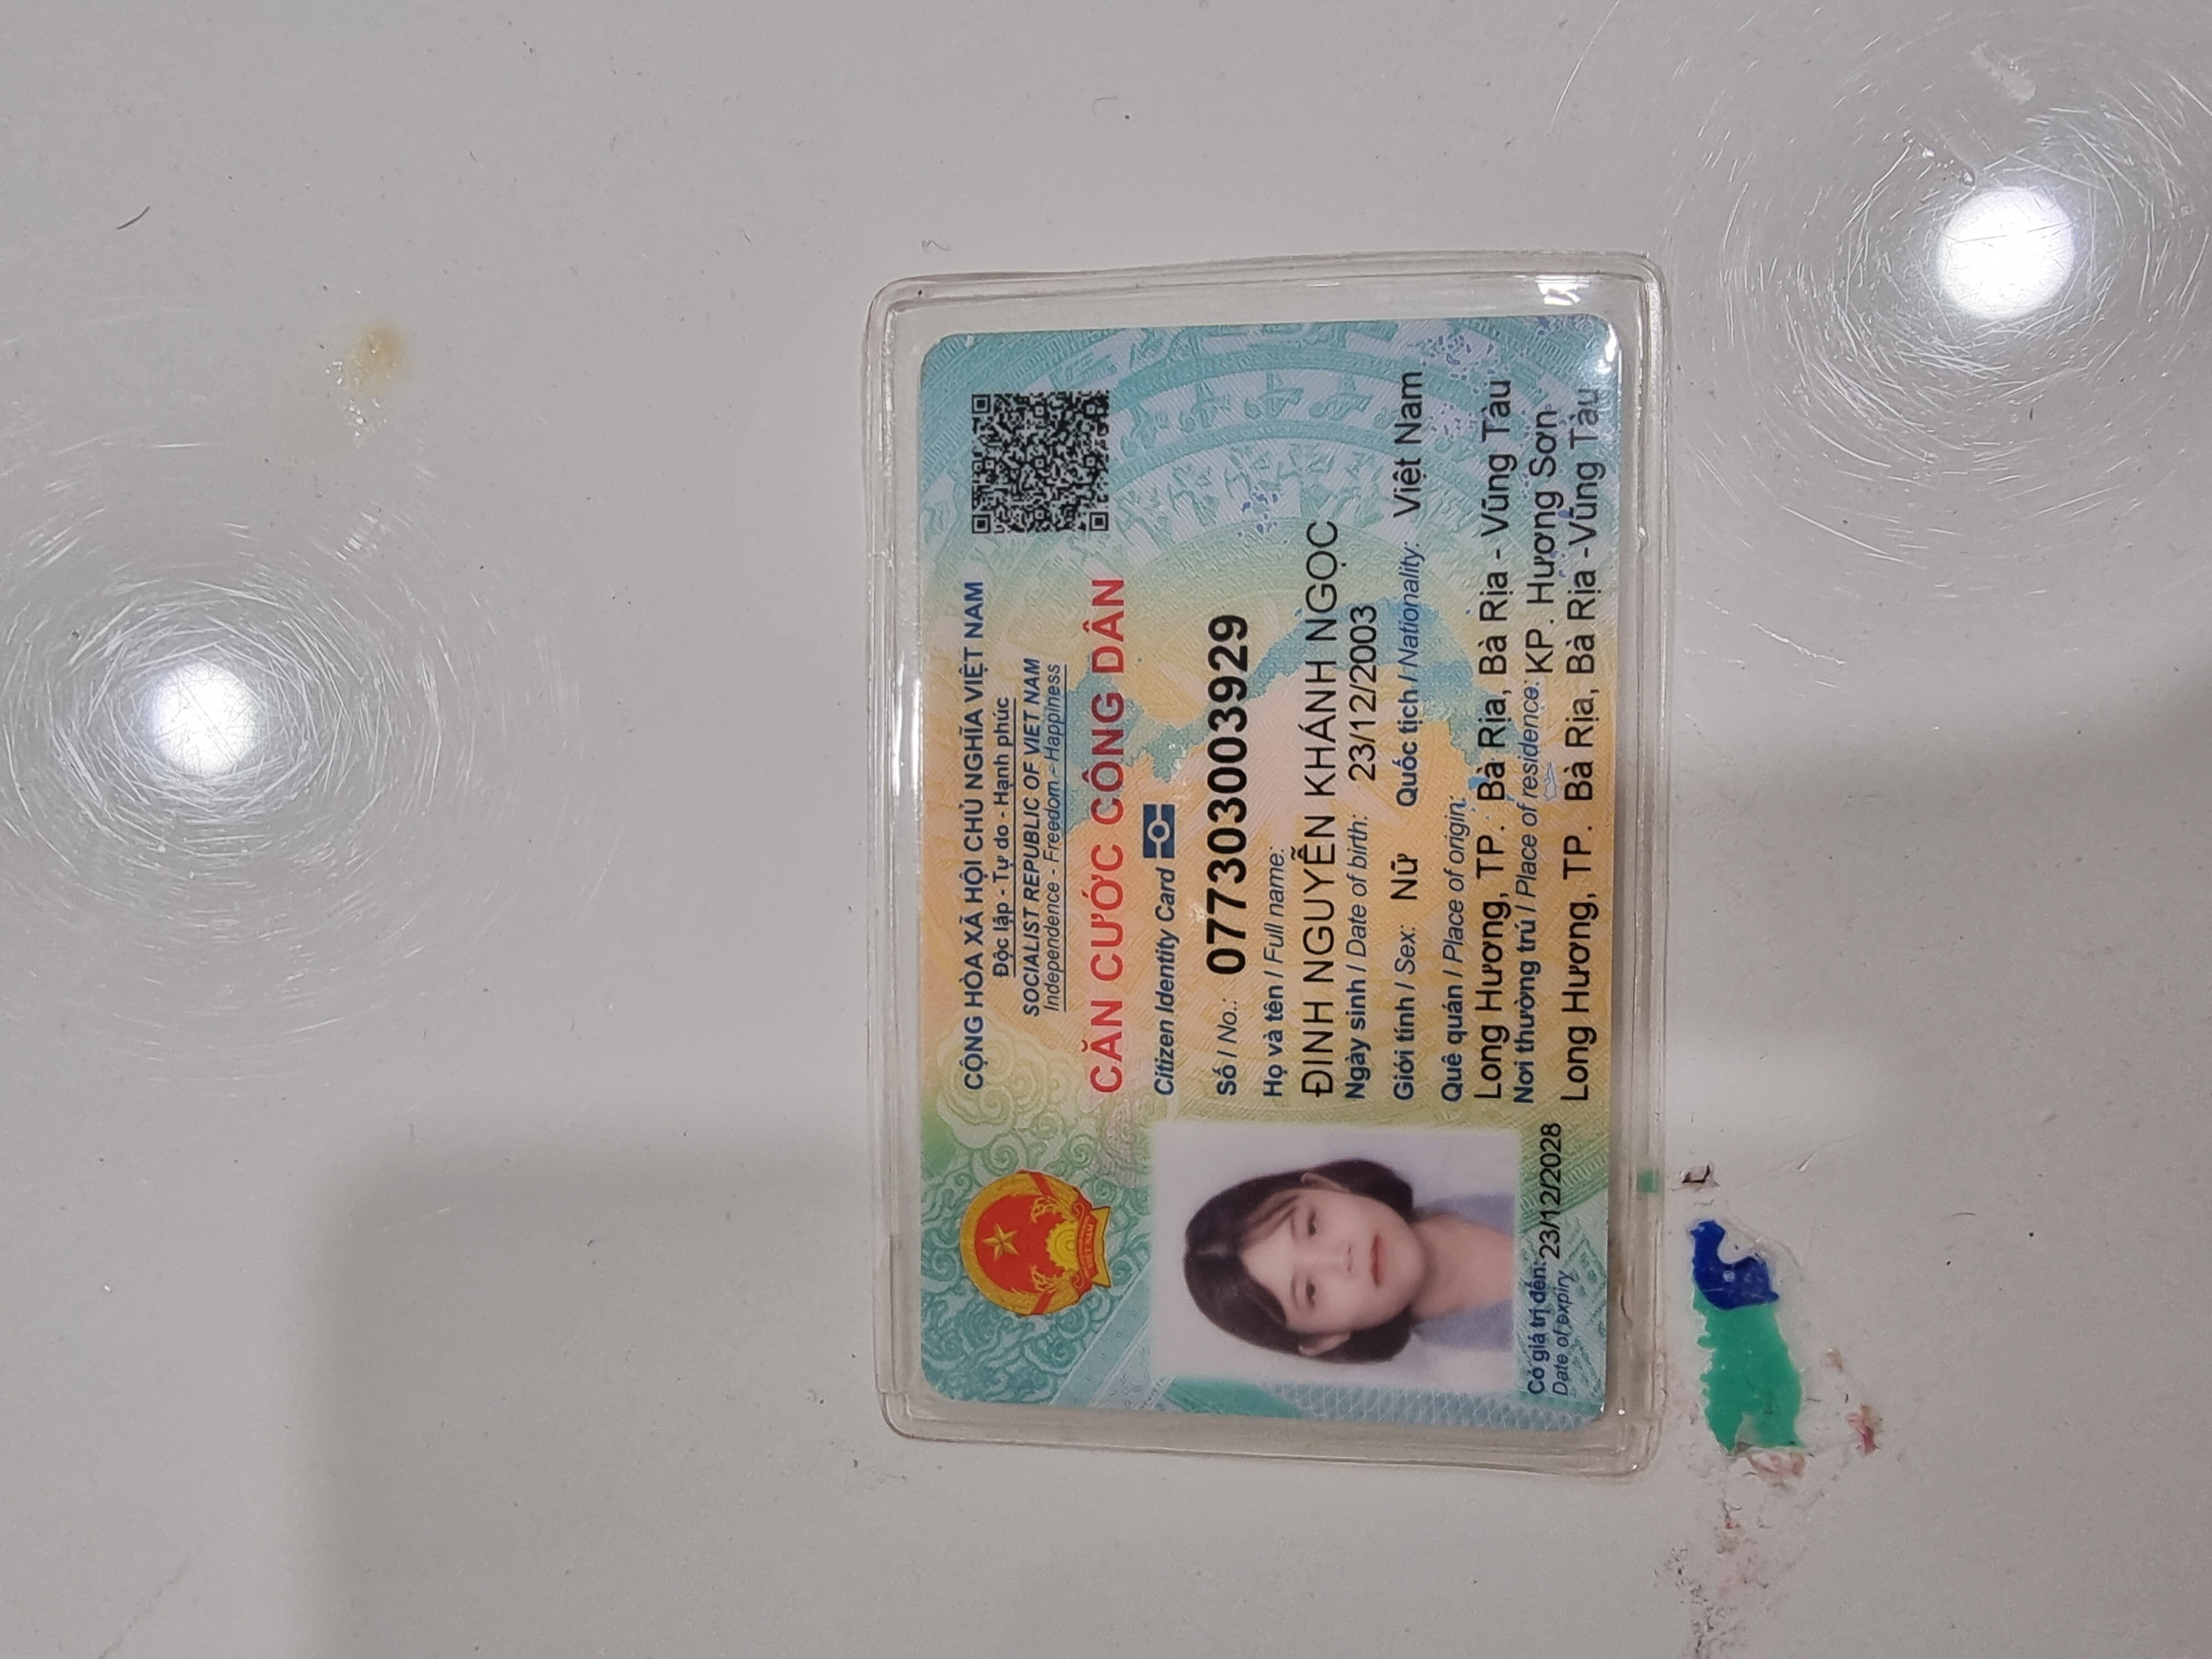 CỘNG HÒA XÃ HỘI CHỦ NGHĨA VIỆT NAM
Độc lập - Tự do - Hạnh phúc
SOCIALIST REPUBLIC OF VIET NAM
Independence - Freedom - Happiness
CĂN CƯỚC CÔNG DÂN
Citizen Identity Card
Số / No.: 077303003929
Họ và tên / Full name:
ĐINH NGUYỄN KHÁNH NGỌC
Ngày sinh / Date of birth: 23/12/2003
Giới tính / Sex: Nữ Quốc tịch / Nationality: Việt Nam
Quê quán / Place of origin:
Long Hương, TP. Bà Rịa, Bà Rịa - Vũng Tàu
Nơi thường trú / Place of residence: KP. Hương Sơn
Long Hương, TP. Bà Rịa, Bà Rịa -Vũng Tàu
Có giá trị đến: 23/12/2028
Date of expiry